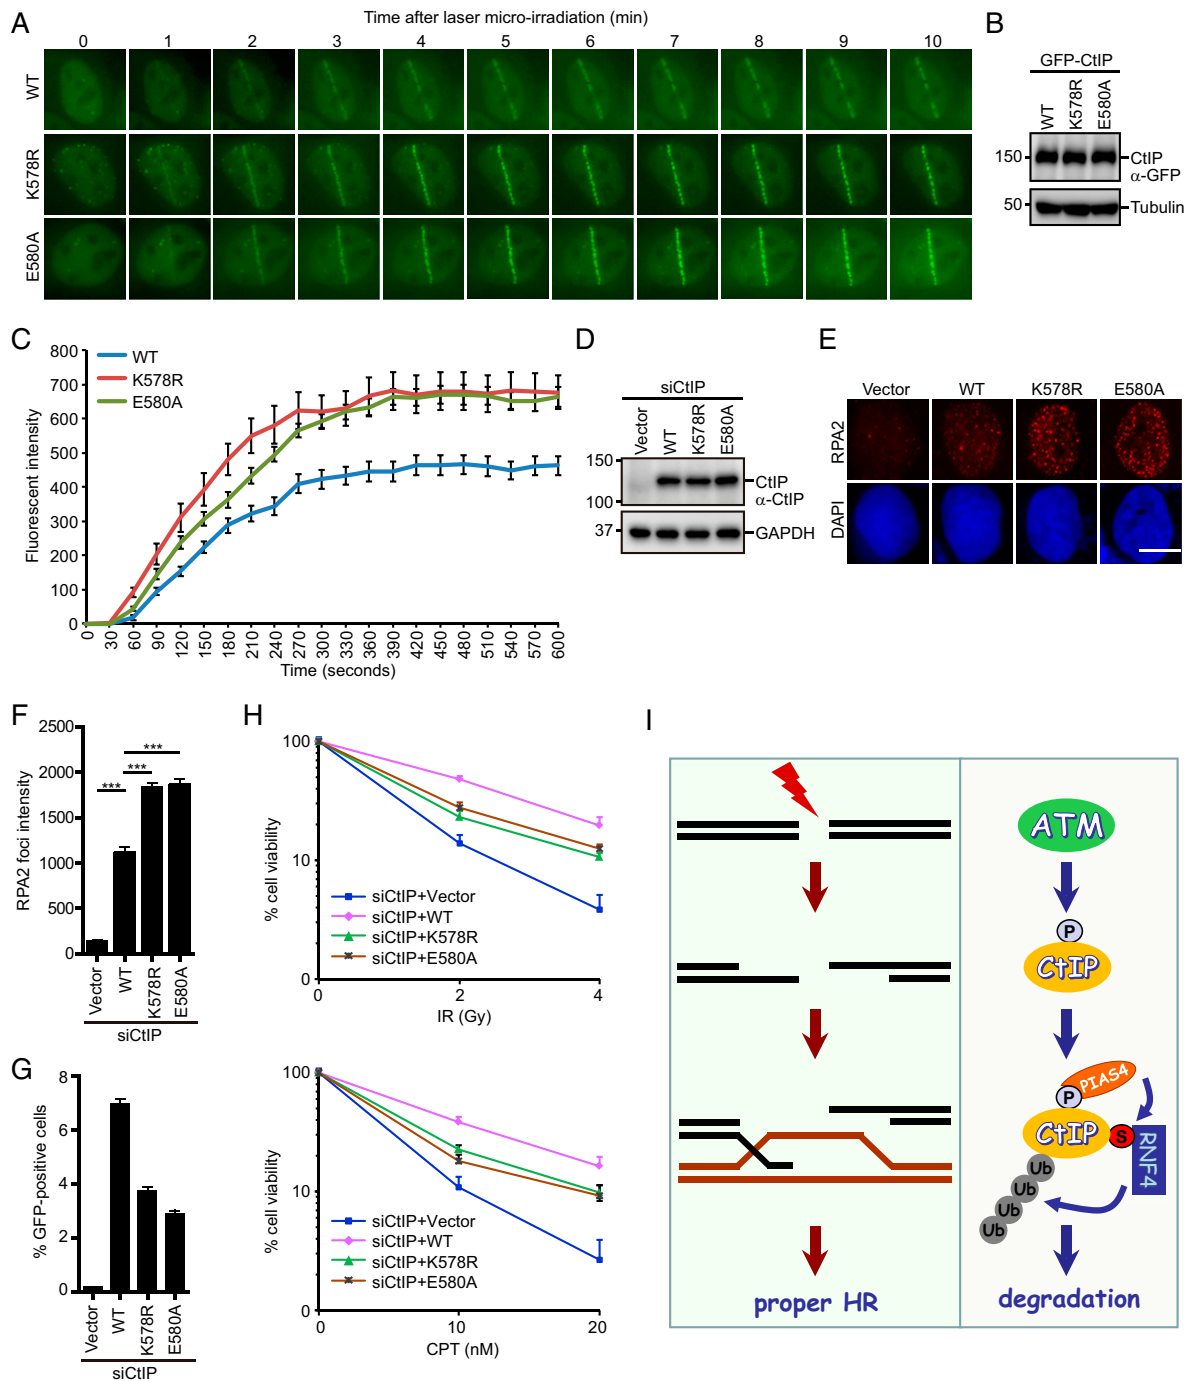 A
Time after laser micro-irradiation (min)
0 1 2 3 4 5 6 7 8 9 10
WT
K578R
E580A
B
GFP-CtIP
WT K578R E580A
150
CtIP
α-GFP
50
Tubulin
C
800
700
600
500
400
300
200
100
0
Fluorescent intensity
WT
K578R
E580A
0 30 60 90 120 150 180 210 240 270 300 330 360 390 420 450 480 510 540 570 600
Time (seconds)
D
siCtIP
Vector WT K578R E580A
150
CtIP
α-CtIP
100
37
GAPDH
E
Vector WT K578R E580A
RPA2
DAPI
F
2500
2000
1500
1000
500
0
RPA2 foci intensity
***
***
***
Vector WT K578R E580A
siCtIP
G
8
6
4
2
0
% GFP-positive cells
Vector WT K578R E580A
siCtIP
H
100
10
0
% cell viability
siCtIP+Vector
siCtIP+WT
siCtIP+K578R
siCtIP+E580A
0 2 4
IR (Gy)
100
10
0
% cell viability
siCtIP+Vector
siCtIP+WT
siCtIP+K578R
siCtIP+E580A
0 10 20
CPT (nM)
I
proper HR
ATM
P
CtIP
PIAS4
P
CtIP
S
RNF4
Ub
Ub
Ub
Ub
degradation